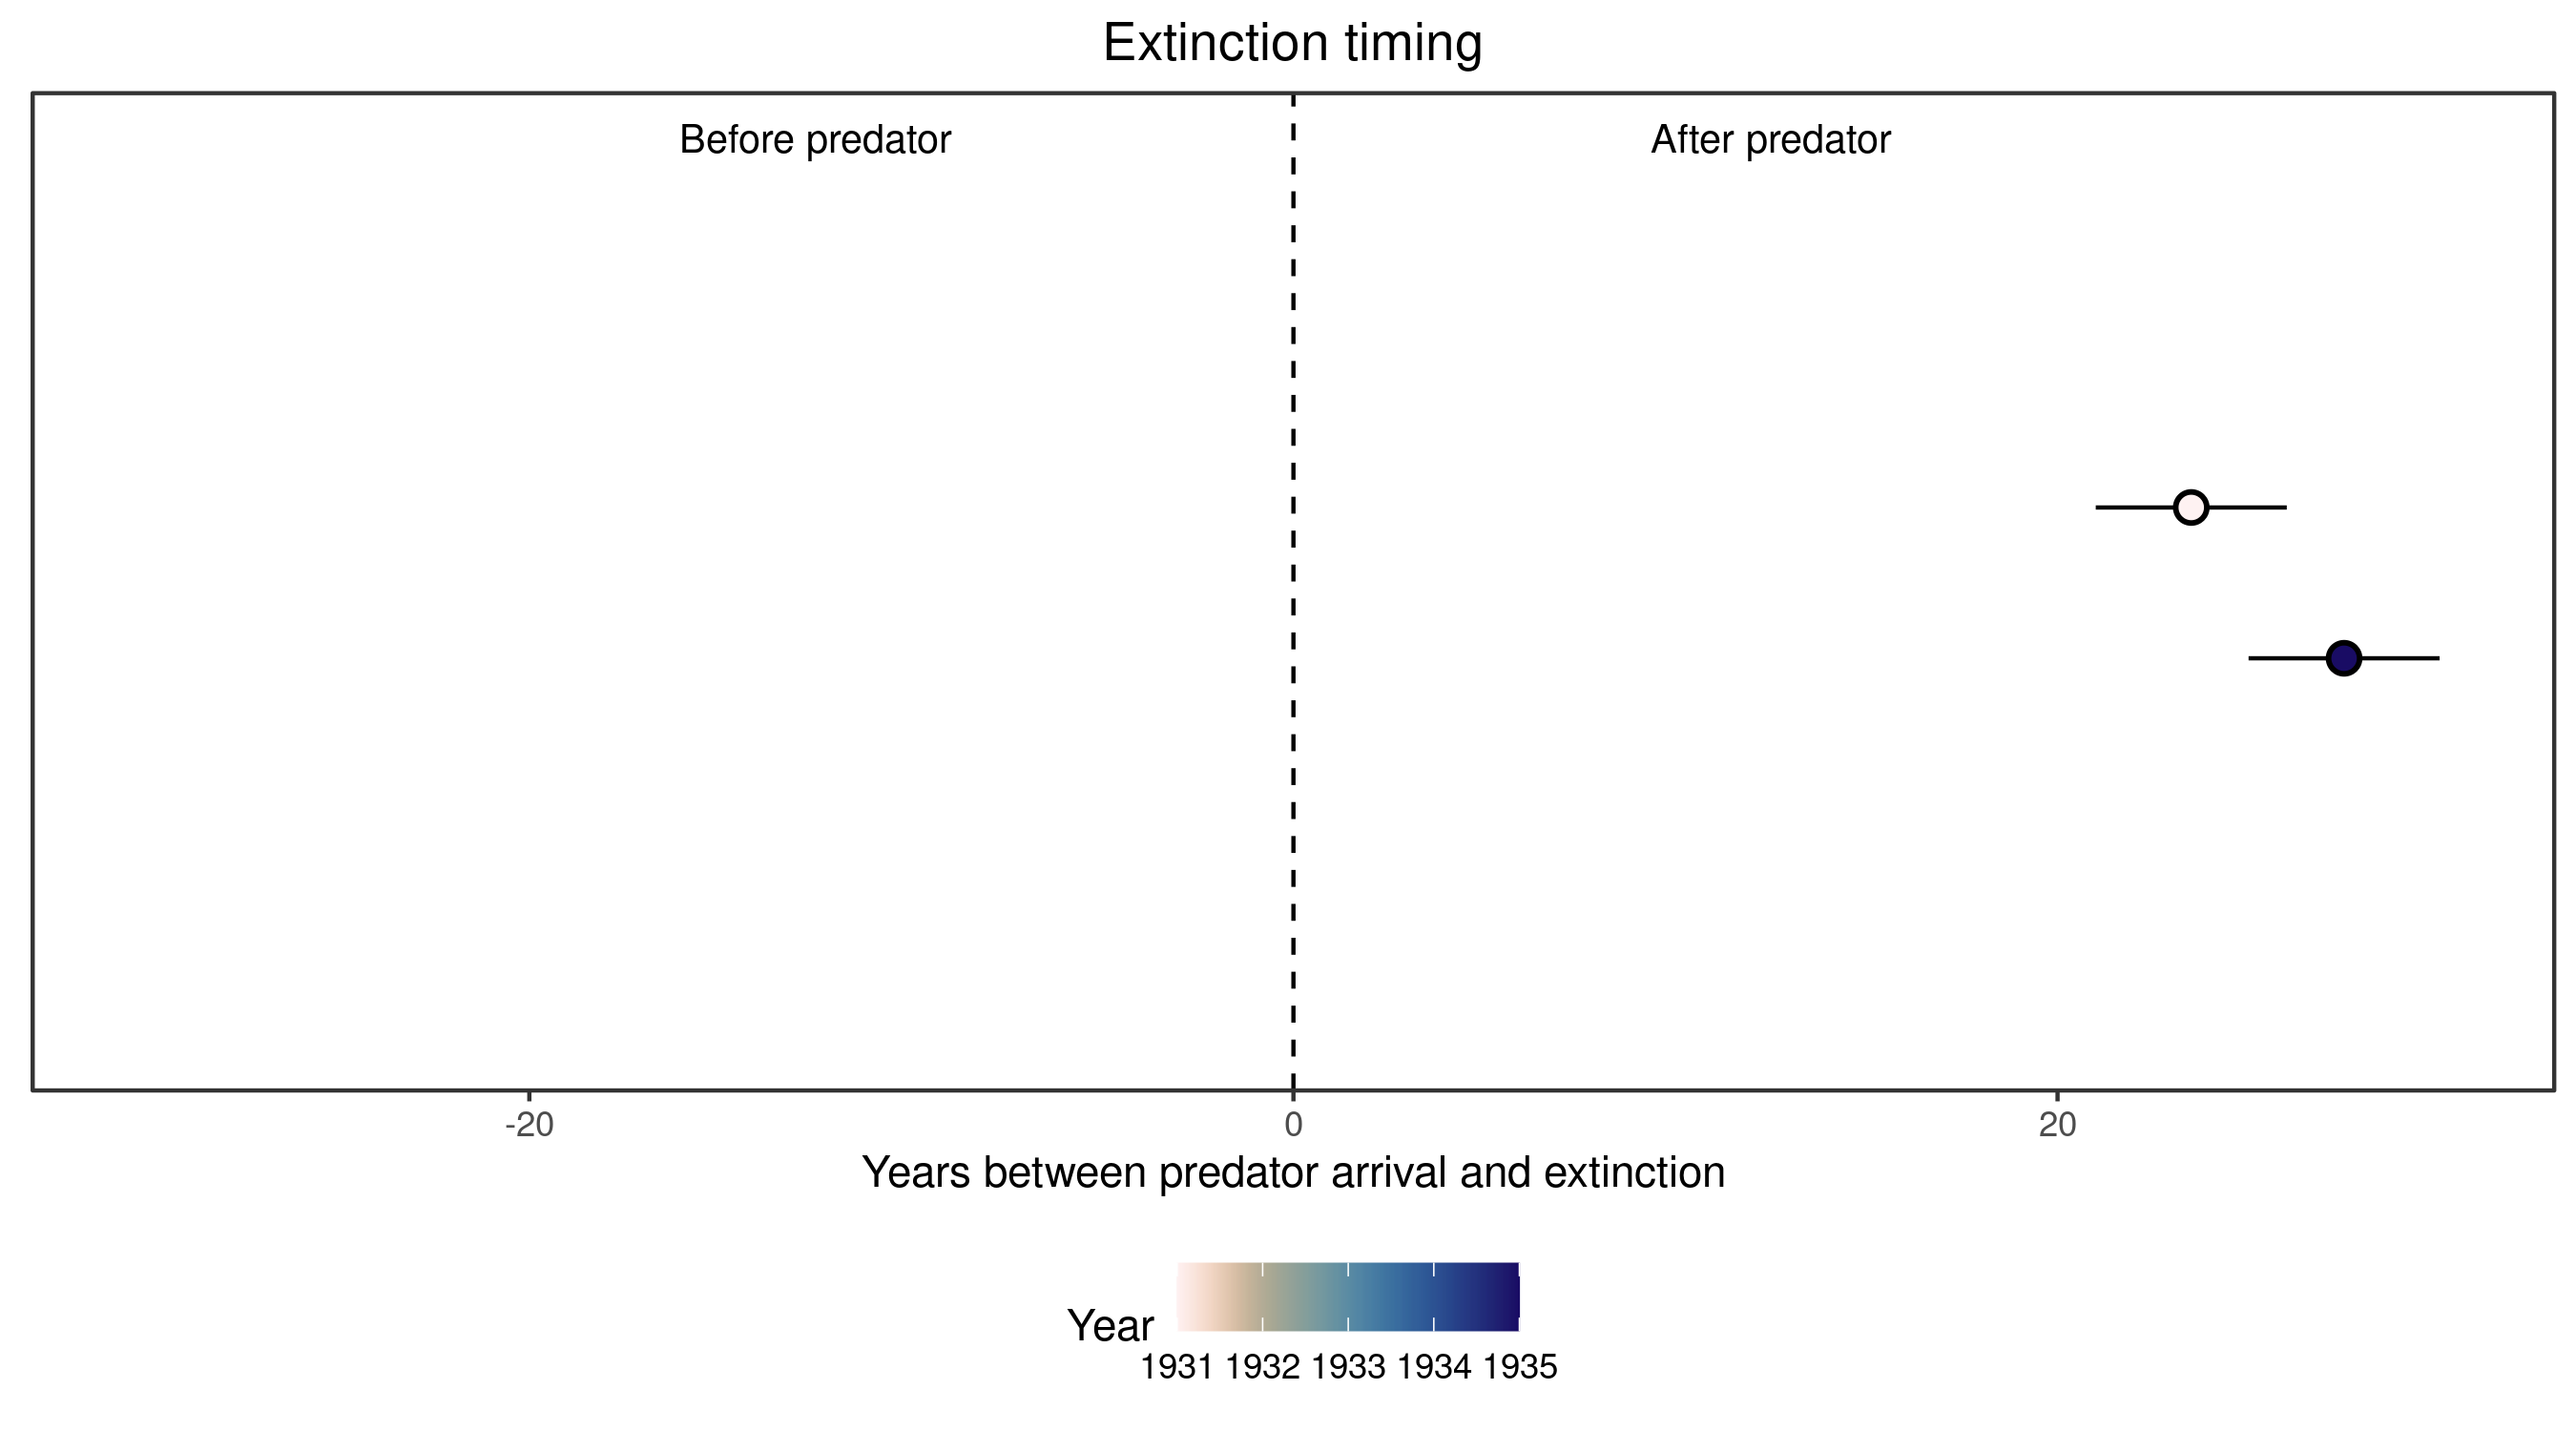 Extinction timing
Before predator
After predator
-20
0
20
Years between predator arrival and extinction
Year
1931 1932 1933 1934 1935